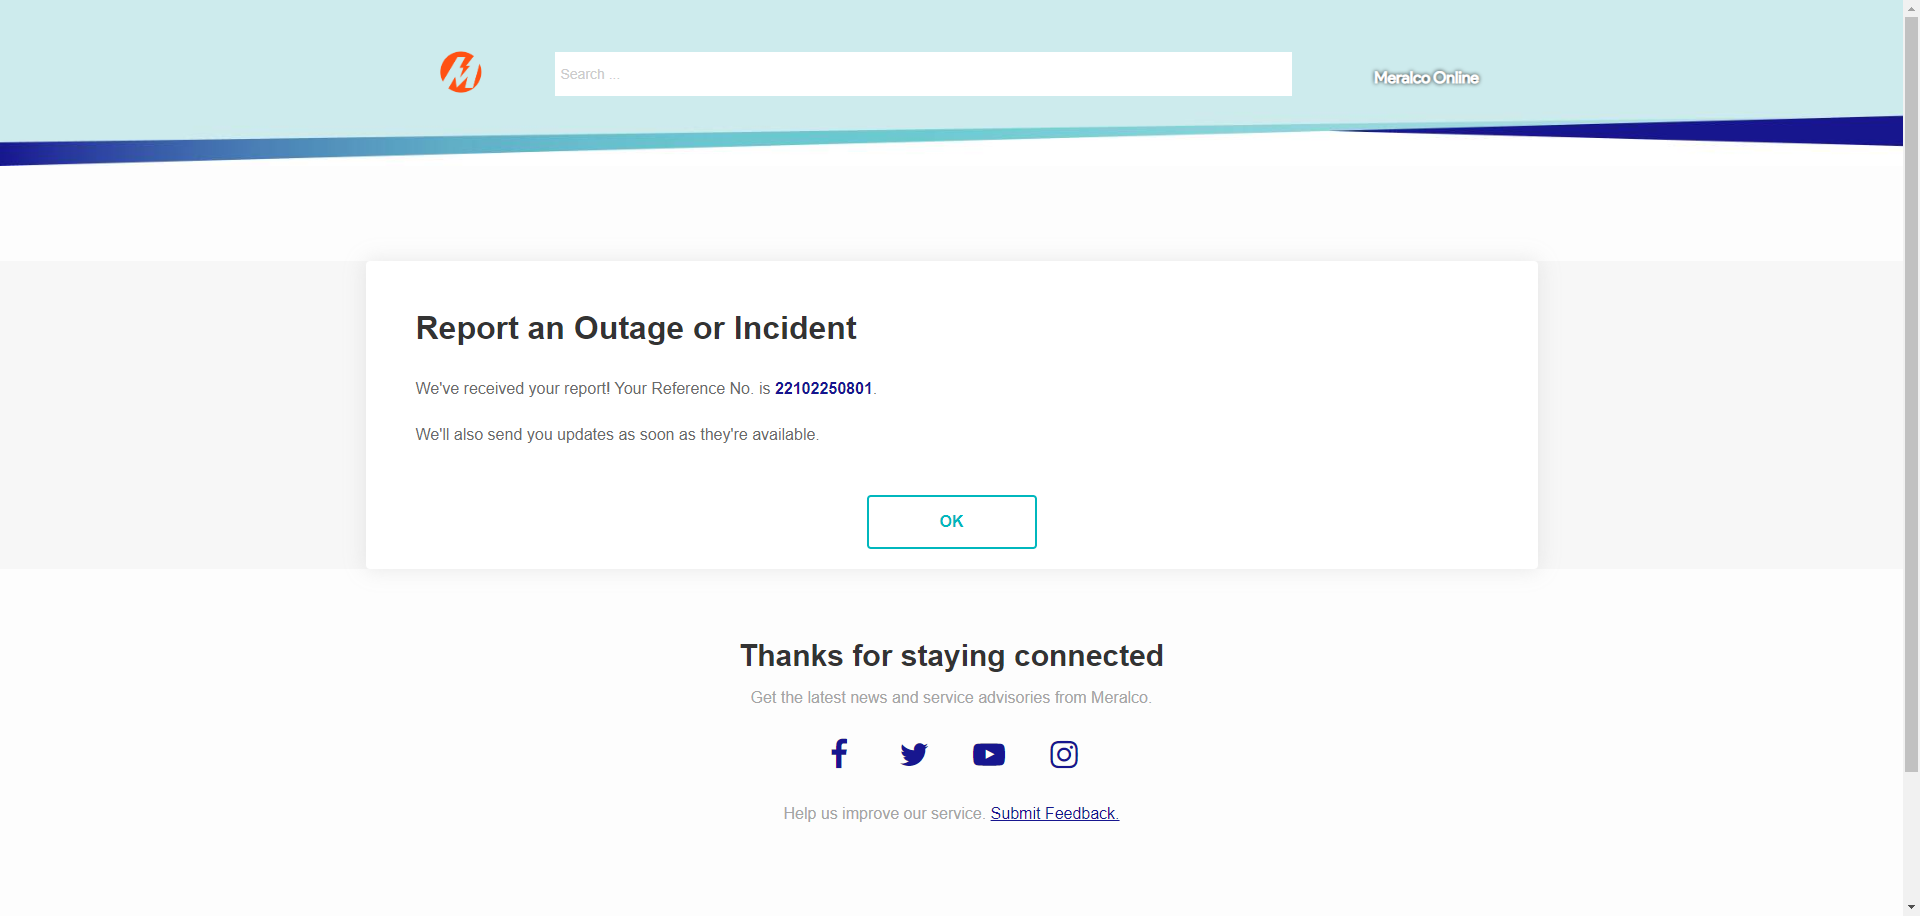 Search ...
Meralco Online
Report an Outage or Incident
We've received your report! Your Reference No. is 22102250801.
We'll also send you updates as soon as they're available.
OK
Thanks for staying connected
Get the latest news and service advisories from Meralco.
Help us improve our service. Submit Feedback.